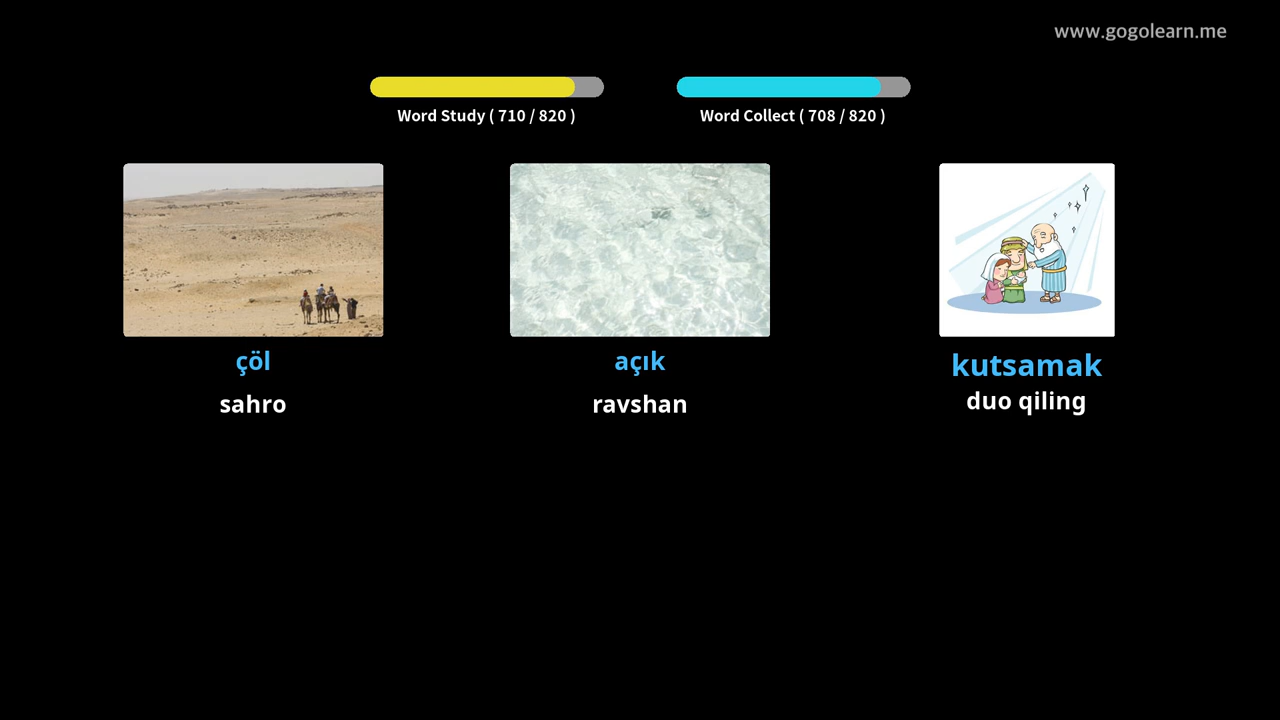 www.gogolearn.me
Word Study ( 710 / 820 )
Word Collect ( 708 / 820 )
çöl
açık
kutsamak
sahro
ravshan
duo qiling